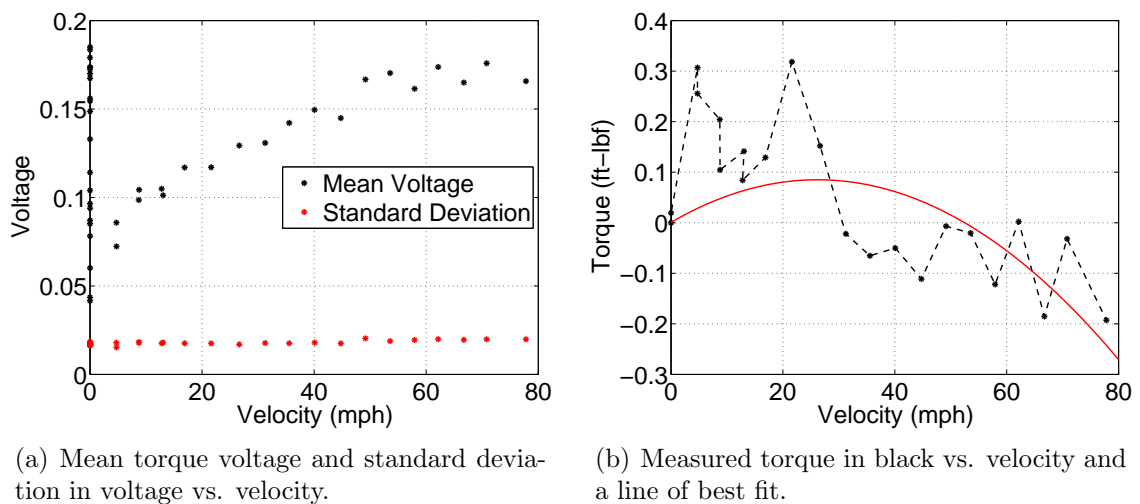 0.2
0.15
0.1
0.05
0
Voltage
0 20 40 60 80
Velocity (mph)
Mean Voltage
Standard Deviation
(a) Mean torque voltage and standard devia-
tion in voltage vs. velocity.
0.4
0.3
0.2
0.1
0
−0.1
−0.2
−0.3
Torque (ft−lbf)
0 20 40 60 80
Velocity (mph)
(b) Measured torque in black vs. velocity and
a line of best fit.